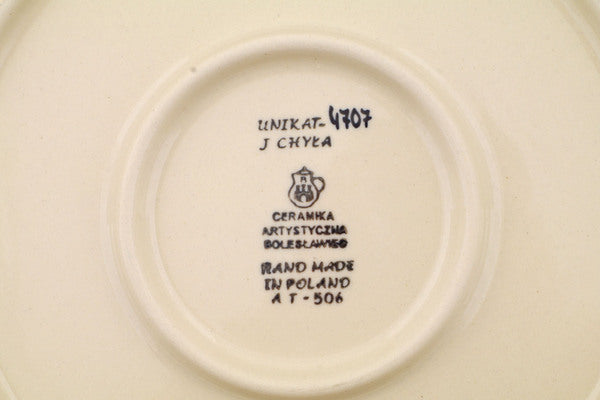 UNIKAT-4707
J CHYŁA
B
CERAMIKA
ARTYSTYCZNA
BOLESŁAWIEC
HAND MADE
IN POLAND
A T - 506